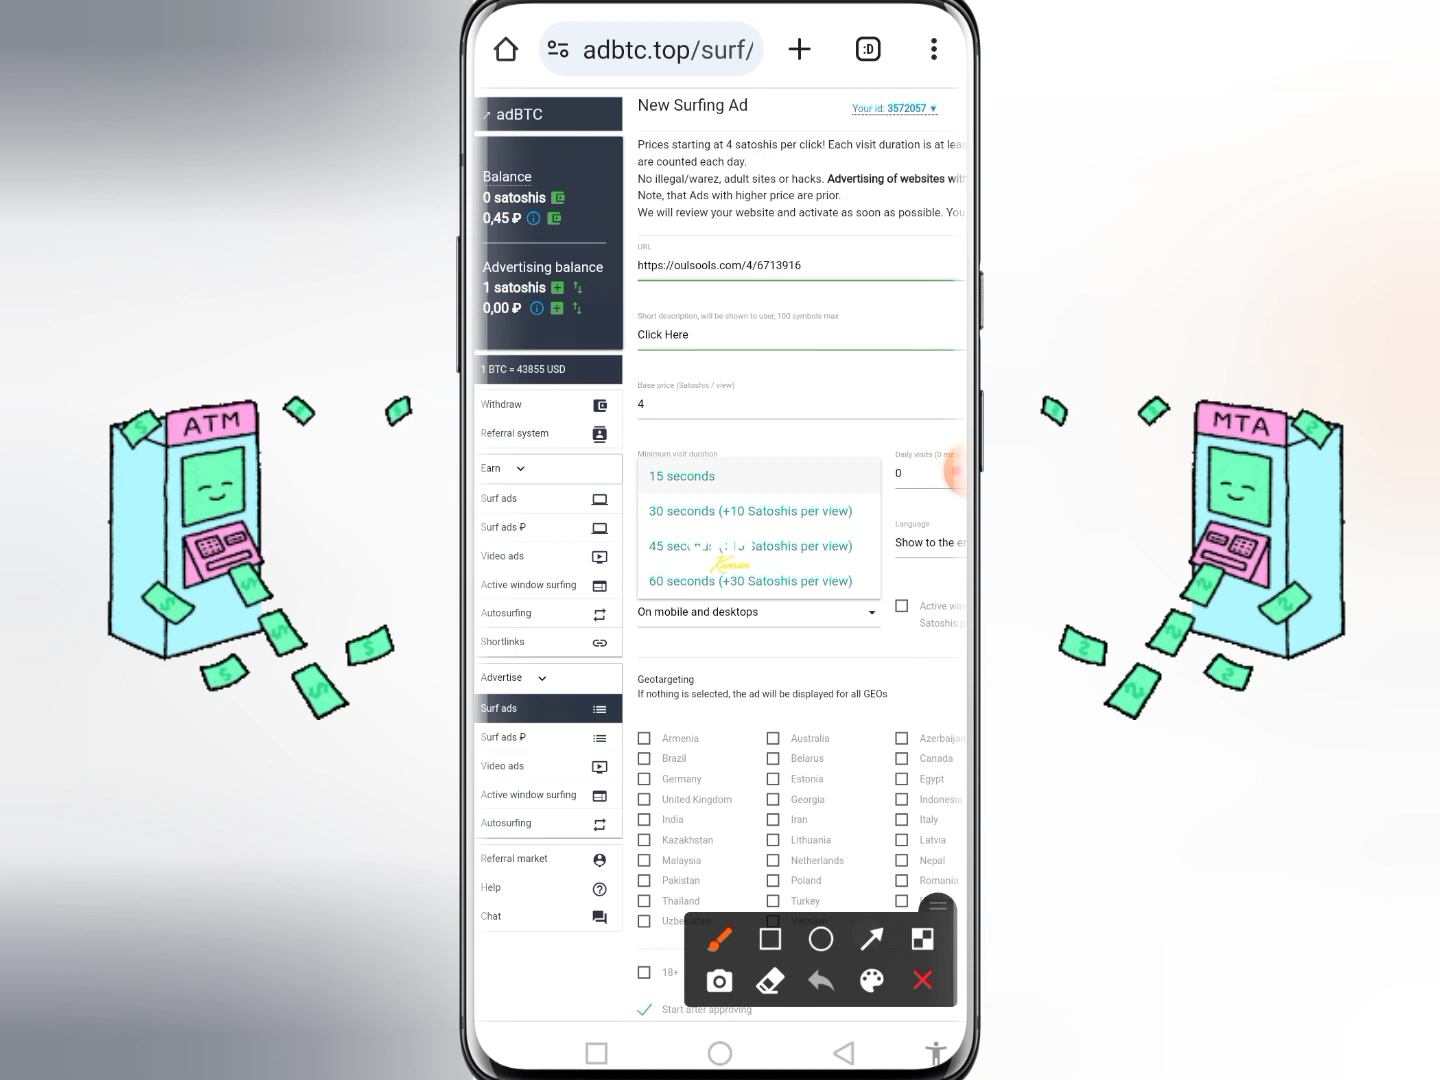 adbtc.top/surf/
:D
adBTC
New Surfing Ad
Your id: 3572057 ▼
Prices starting at 4 satoshis per click! Each visit duration is at
are counted each day.
No illegal/warez, adult sites or hacks. Advertising of websites
Note, that Ads with higher price are prior.
We will review your website and activate as soon as possible. You
Balance
0 satoshis
0,45 ₽
Advertising balance
1 satoshis
0,00 ₽
1 BTC = 43855 USD
URL
https://oulsools.com/4/6713916
Short description, will be shown to user, 100 symbols max
Click Here
Base price (Satoshis / view)
4
Minimum visit duration
Daily visits (0
0
15 seconds
30 seconds (+10 Satoshis per view)
45 Satoshis per view)
60 seconds (+30 Satoshis per view)
Language
Show to the
On mobile and desktops
Active
Satoshis
Withdraw
Referral system
Earn
Surf ads
Surf ads ₽
Video ads
Active window surfing
Autosurfing
Shortlinks
Advertise
Surf ads
Surf ads ₽
Video ads
Active window surfing
Autosurfing
Referral market
Help
Chat
Geotargeting
If nothing is selected, the ad will be displayed for all GEOs
Armenia Australia Azerbaijan
Brazil Belarus Canada
Germany Estonia Egypt
United Kingdom Georgia Indonesia
India Iran Italy
Kazakhstan Lithuania Latvia
Malaysia Netherlands Nepal
Pakistan Poland Romania
Thailand Turkey
Uzbekistan Vietnam
18+
Start after approving
ATM
MTA